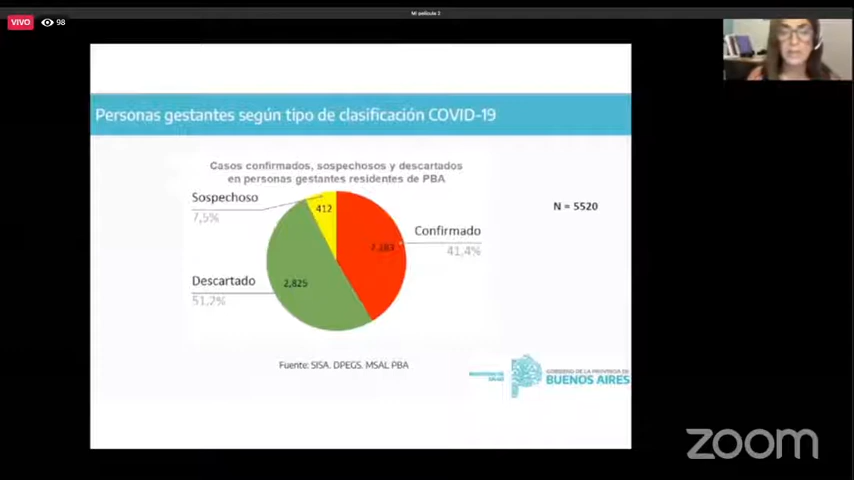 Mi película 2
VIVO 98
Personas gestantes según tipo de clasificación COVID-19
Casos confirmados, sospechosos y descartados
en personas gestantes residentes de PBA
Sospechoso
7,5%
412
N = 5520
Confirmado
41,4%
Descartado
51,2%
2,825
Fuente: SISA. DPEGS. MSAL PBA
GOBIERNO DE LA PROVINCIA DE
BUENOS AIRES
zoom